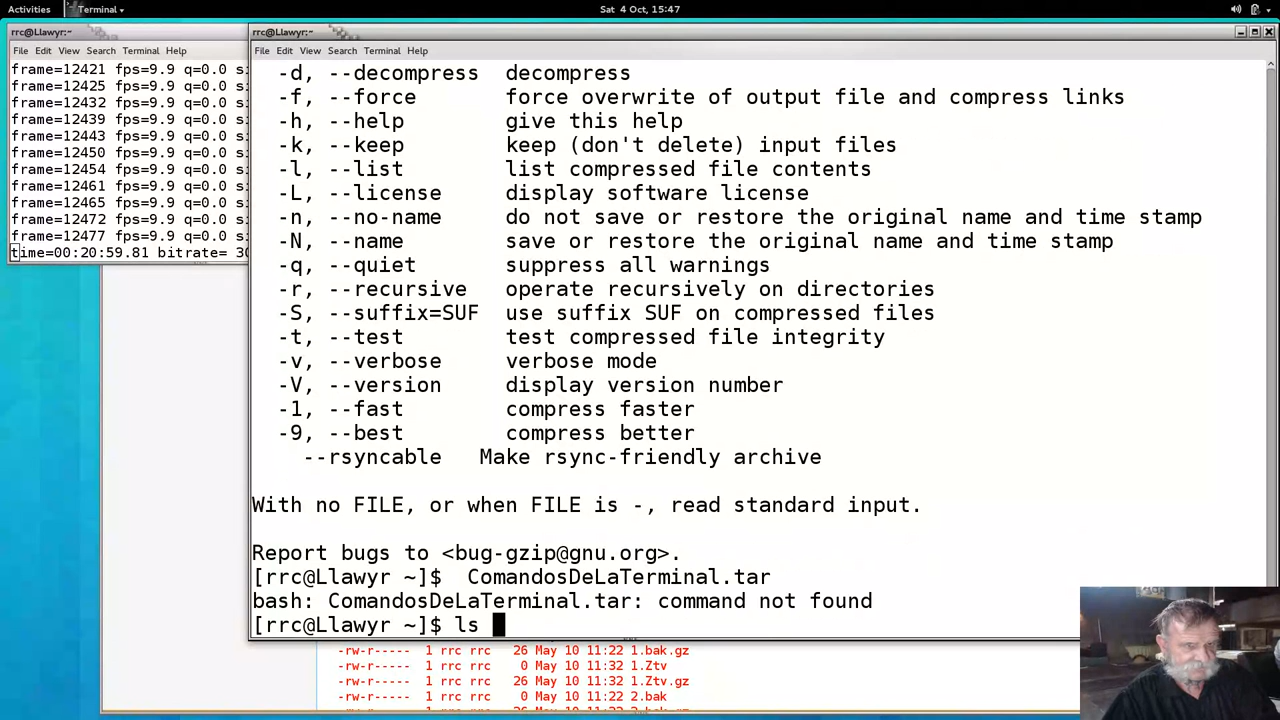 Activities Terminal Sat 4 Oct, 15:47
rrc@Llawyr:~
File Edit View Search Terminal Help
frame=12421 fps=9.9 q=0.0 si
frame=12425 fps=9.9 q=0.0 si
frame=12432 fps=9.9 q=0.0 si
frame=12439 fps=9.9 q=0.0 si
frame=12443 fps=9.9 q=0.0 si
frame=12450 fps=9.9 q=0.0 si
frame=12454 fps=9.9 q=0.0 si
frame=12461 fps=9.9 q=0.0 si
frame=12465 fps=9.9 q=0.0 si
frame=12472 fps=9.9 q=0.0 si
frame=12477 fps=9.9 q=0.0 si
time=00:20:59.81 bitrate= 30
rrc@Llawyr:~
File Edit View Search Terminal Help
-d, --decompress decompress
-f, --force force overwrite of output file and compress links
-h, --help give this help
-k, --keep keep (don't delete) input files
-l, --list list compressed file contents
-L, --license display software license
-n, --no-name do not save or restore the original name and time stamp
-N, --name save or restore the original name and time stamp
-q, --quiet suppress all warnings
-r, --recursive operate recursively on directories
-S, --suffix=SUF use suffix SUF on compressed files
-t, --test test compressed file integrity
-v, --verbose verbose mode
-V, --version display version number
-1, --fast compress faster
-9, --best compress better
--rsyncable Make rsync-friendly archive
With no FILE, or when FILE is -, read standard input.
Report bugs to <bug-gzip@gnu.org>.
[rrc@Llawyr ~]$ ComandosDeLaTerminal.tar
bash: ComandosDeLaTerminal.tar: command not found
[rrc@Llawyr ~]$ ls
-rw-r----- 1 rrc rrc 26 May 10 11:22 1.bak.gz
-rw-r----- 1 rrc rrc 0 May 10 11:32 1.Ztv
-rw-r----- 1 rrc rrc 26 May 10 11:32 1.Ztv.gz
-rw-r----- 1 rrc rrc 0 May 10 11:22 2.bak